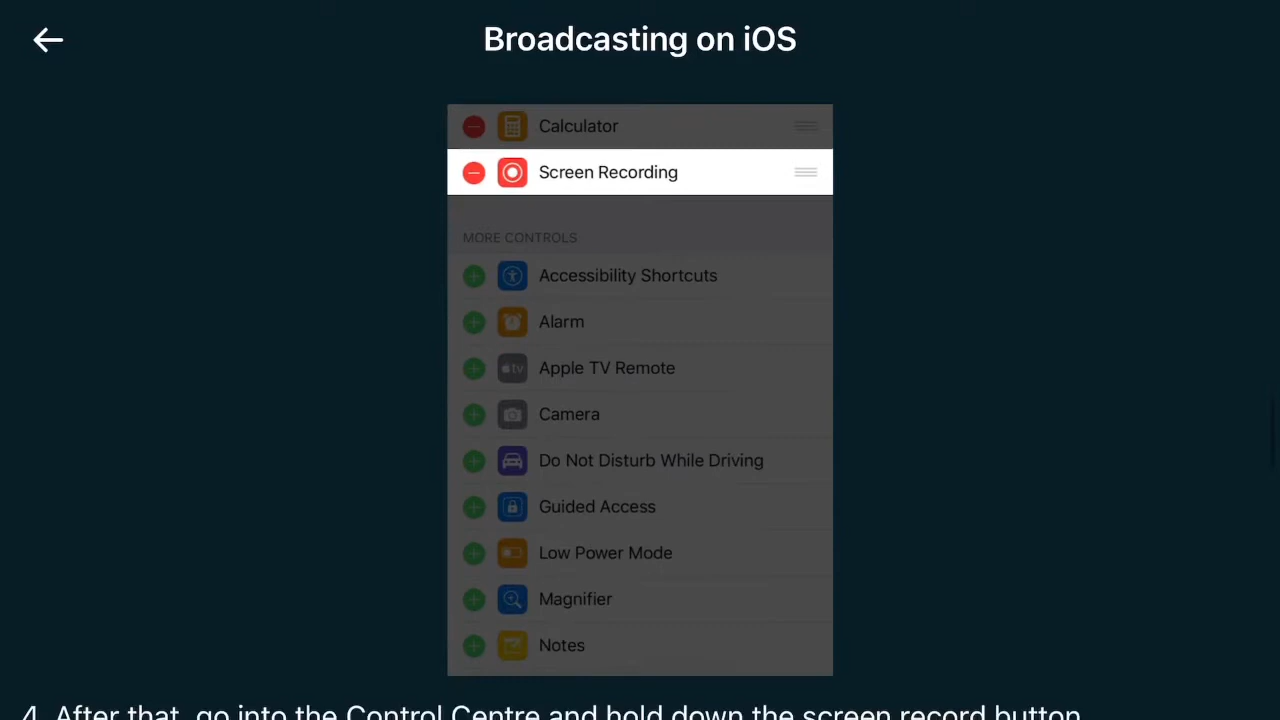 Broadcasting on iOS
Calculator
Screen Recording
MORE CONTROLS
Accessibility Shortcuts
Alarm
tv
Apple TV Remote
Camera
Do Not Disturb While Driving
Guided Access
Low Power Mode
Magnifier
Notes
4. After that, go into the Control Centre and hold down the screen record button